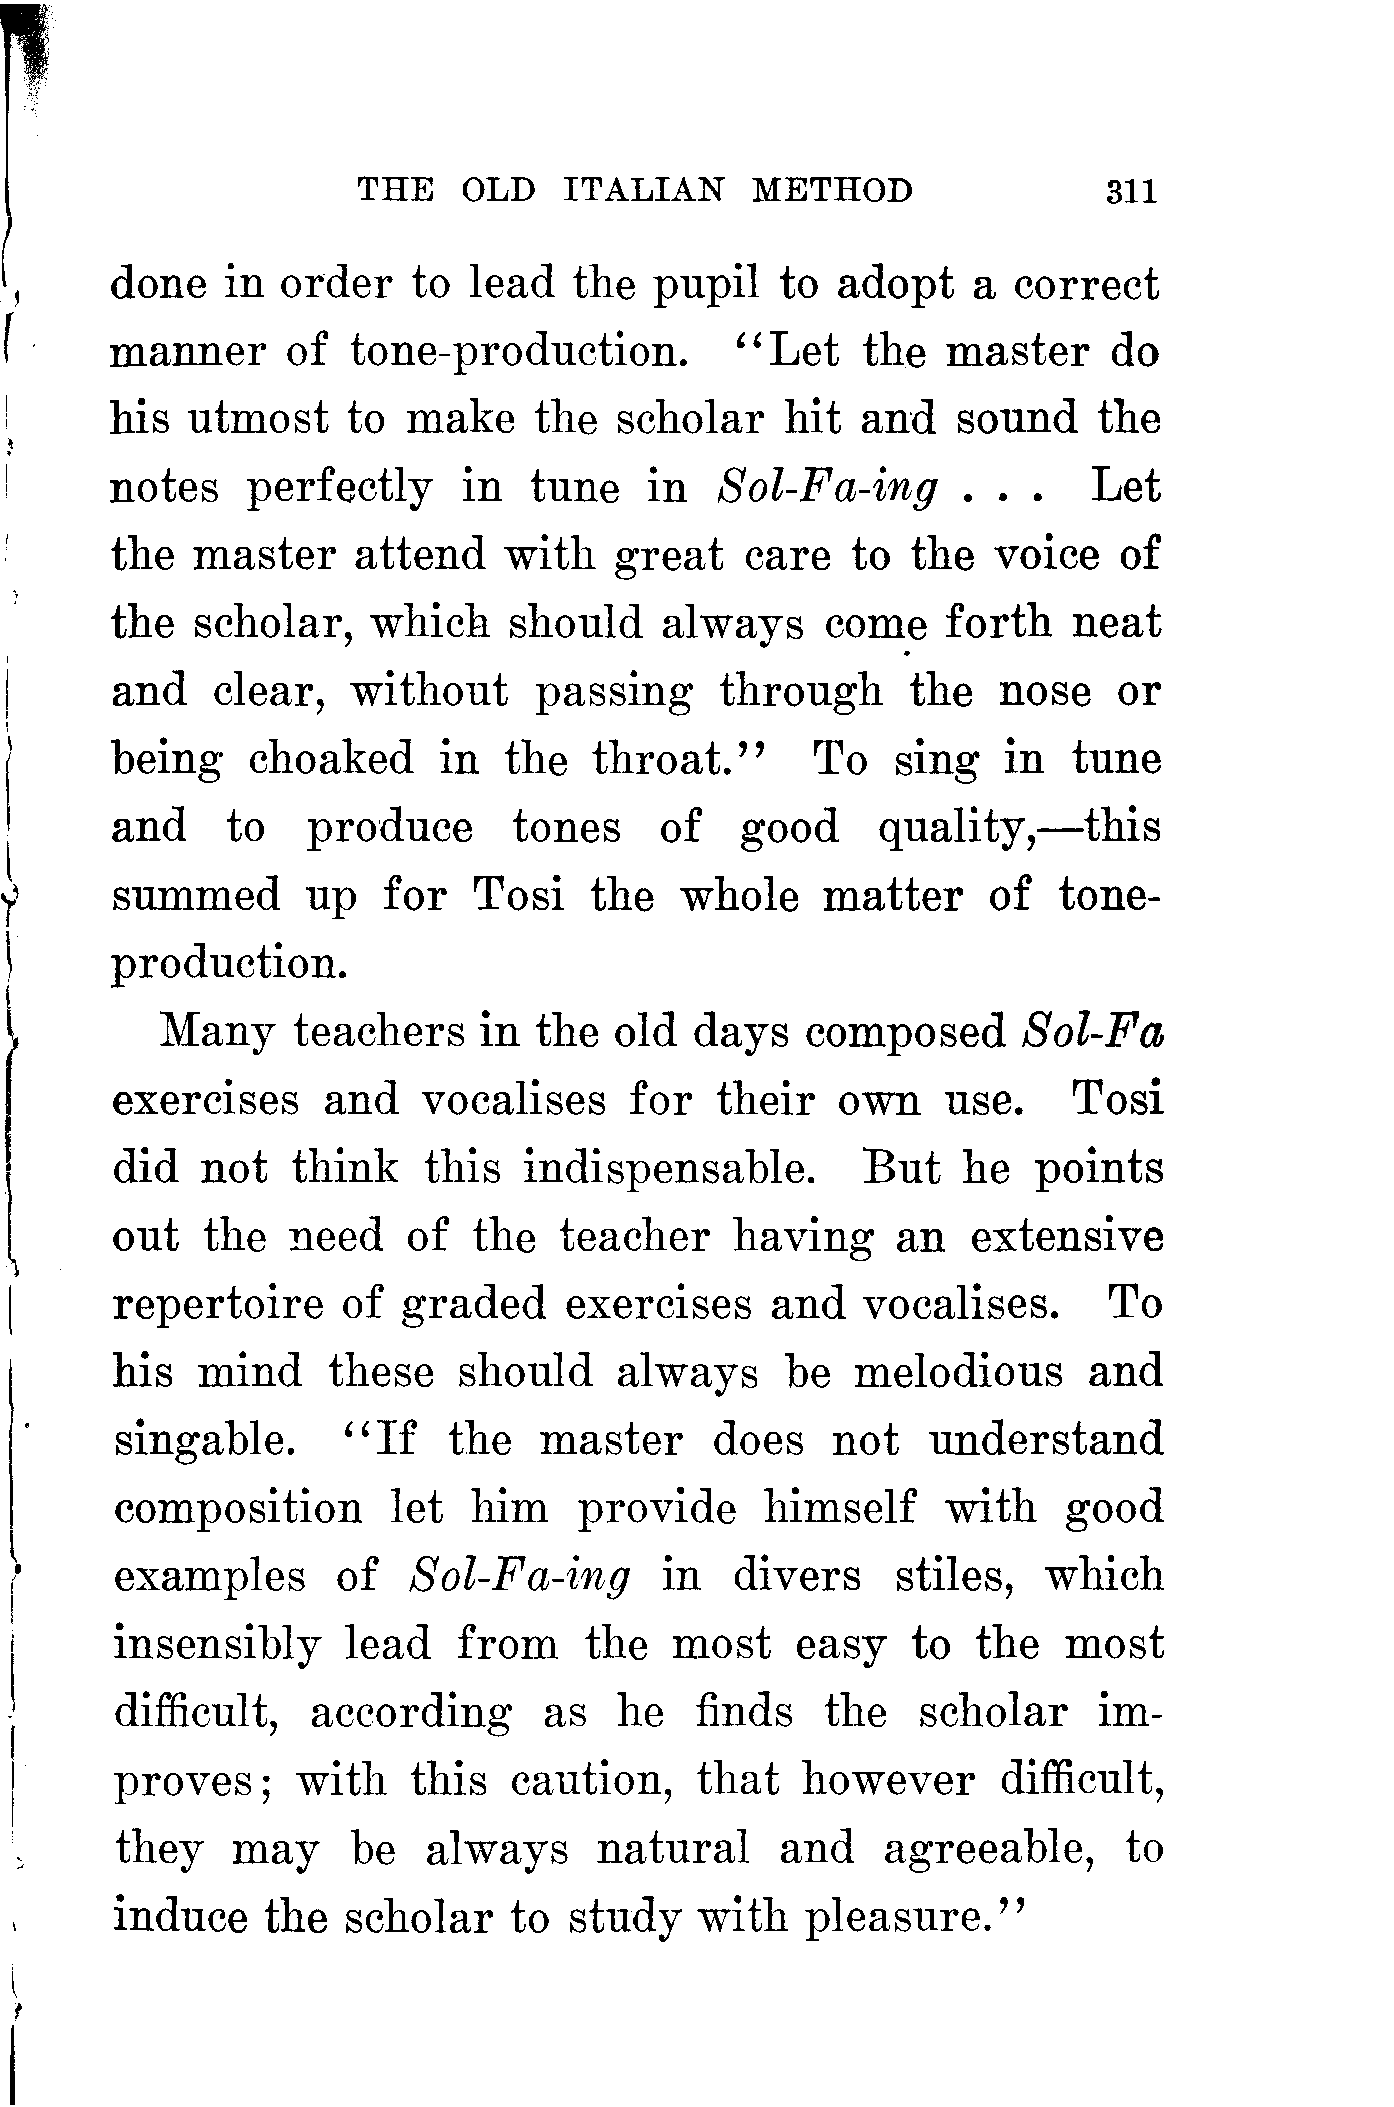 THE OLD ITALIAN METHOD 311
done in order to lead the pupil to adopt a correct
manner of tone-production. "Let the master do
his utmost to make the scholar hit and sound the
notes perfectly in tune in Sol-Fa-ing . . . Let
the master attend with great care to the voice of
the scholar, which should always come forth neat
and clear, without passing through the nose or
being choaked in the throat." To sing in tune
and to produce tones of good quality,—this
summed up for Tosi the whole matter of tone-
production.
Many teachers in the old days composed Sol-Fa
exercises and vocalises for their own use. Tosi
did not think this indispensable. But he points
out the need of the teacher having an extensive
repertoire of graded exercises and vocalises. To
his mind these should always be melodious and
singable. "If the master does not understand
composition let him provide himself with good
examples of Sol-Fa-ing in divers stiles, which
insensibly lead from the most easy to the most
difficult, according as he finds the scholar im-
proves; with this caution, that however difficult,
they may be always natural and agreeable, to
induce the scholar to study with pleasure."